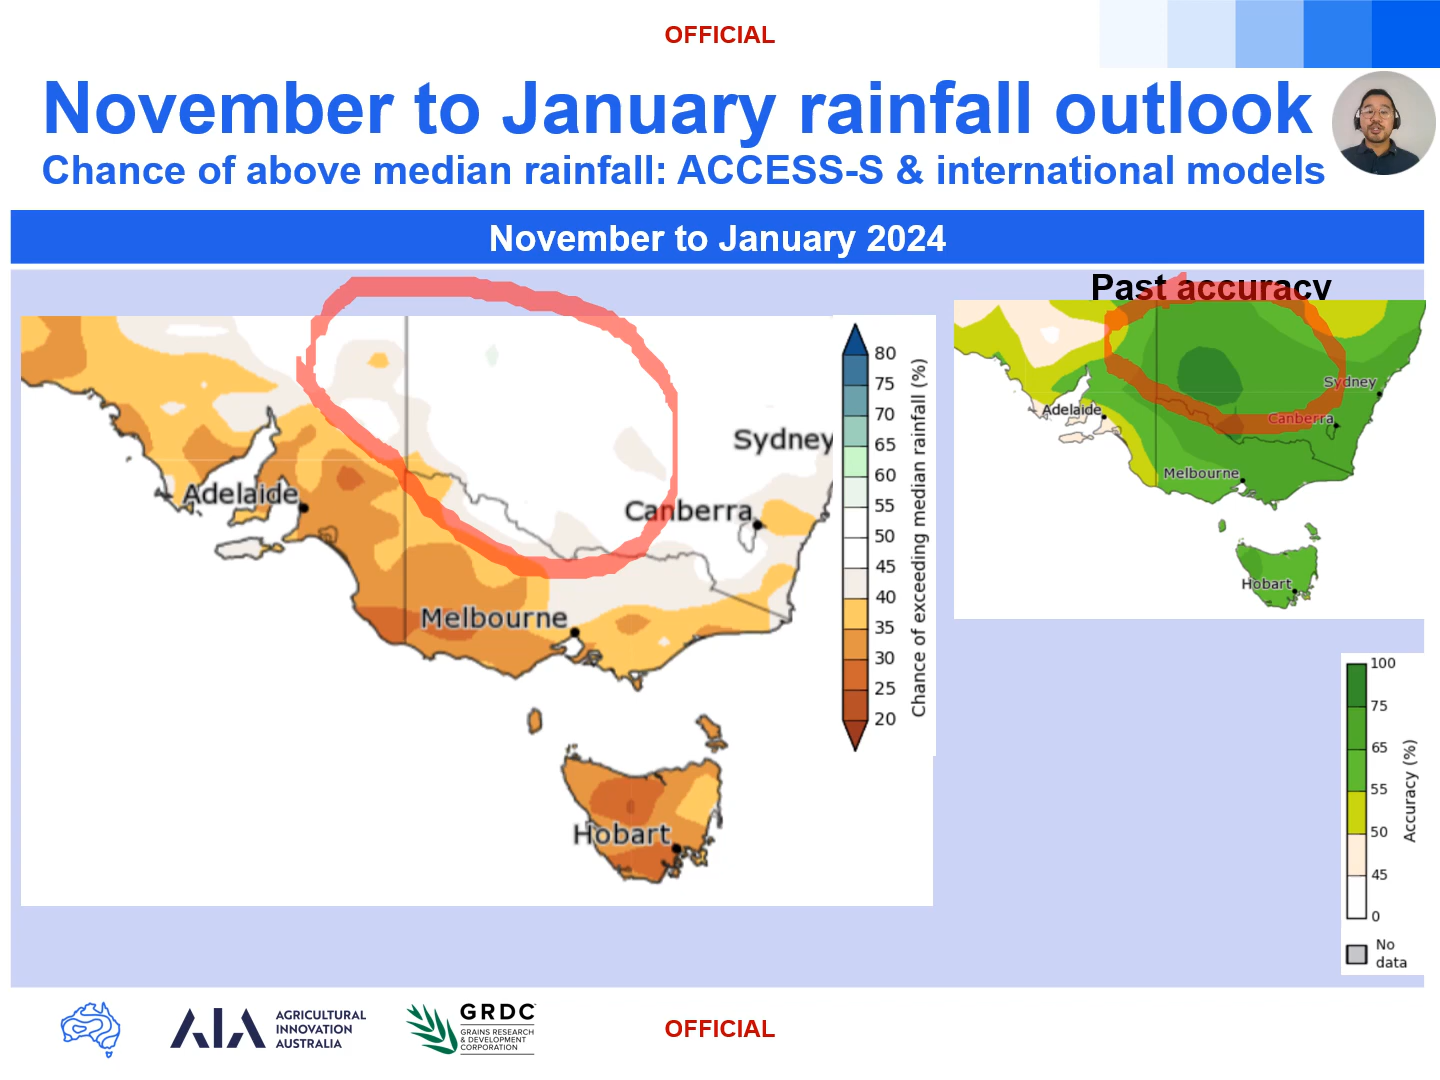 OFFICIAL
November to January rainfall outlook
Chance of above median rainfall: ACCESS-S & international models
November to January 2024
Past accuracy
Adelaide
Melbourne
Canberra
Sydney
Hobart
80
75
70
65
60
55
50
45
40
35
30
25
20
Chance of exceeding median rainfall (%)
Sydney
Canberra
Adelaide
Melbourne
Hobart
100
75
65
55
50
45
0
Accuracy (%)
No
data
AIA
AGRICULTURAL
INNOVATION
AUSTRALIA
GRDC
GRAINS RESEARCH
& DEVELOPMENT
CORPORATION
OFFICIAL